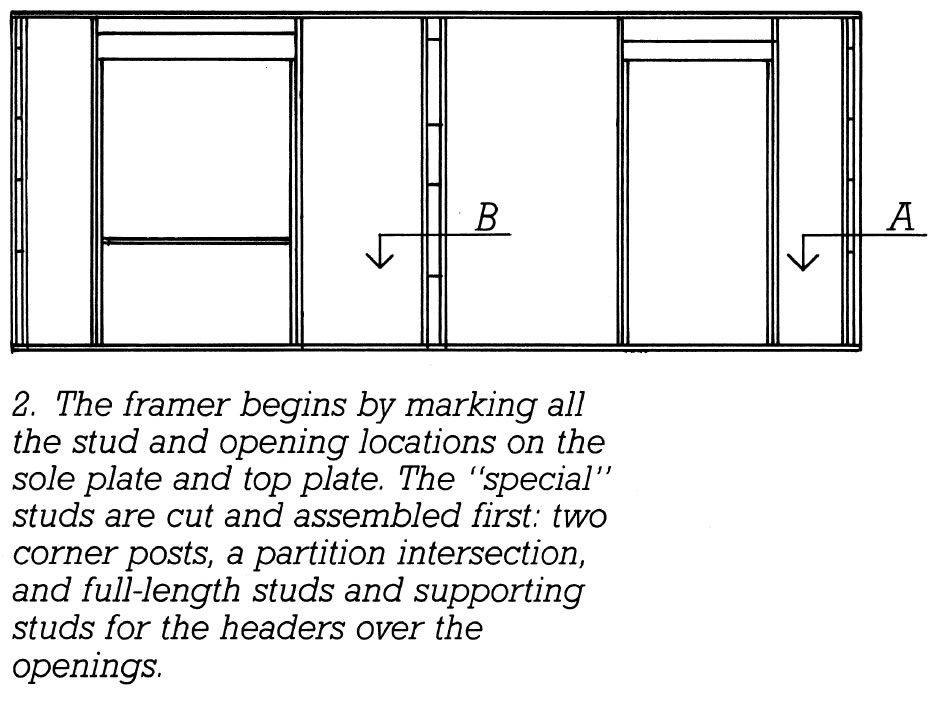 B
A
2. The framer begins by marking all
the stud and opening locations on the
sole plate and top plate. The "special"
studs are cut and assembled first: two
corner posts, a partition intersection,
and full-length studs and supporting
studs for the headers over the
openings.